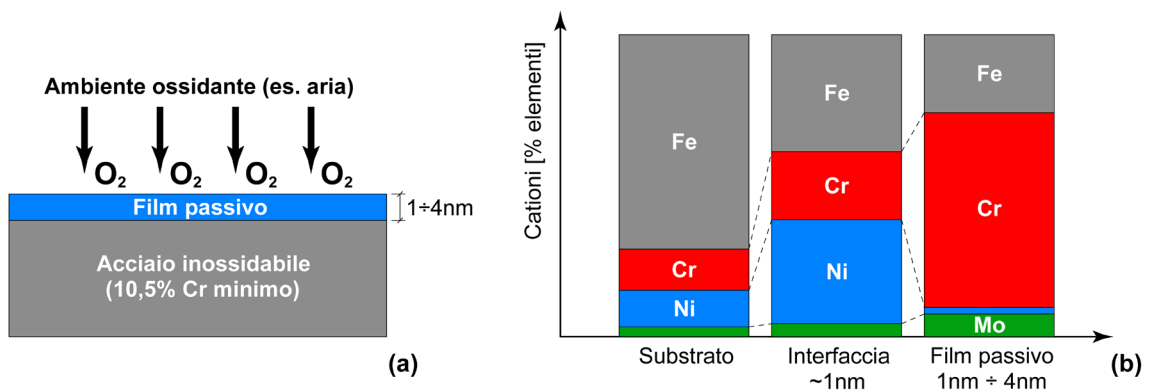 Ambiente ossidante (es. aria)
O₂ O₂ O₂ O₂
Film passivo
1÷4nm
Acciaio inossidabile
(10,5% Cr minimo)
(a)
Cationi [% elementi]
Fe
Cr
Ni
Fe
Cr
Ni
Fe
Cr
Mo
Substrato
Interfaccia
~1nm
Film passivo
1nm ÷ 4nm
(b)